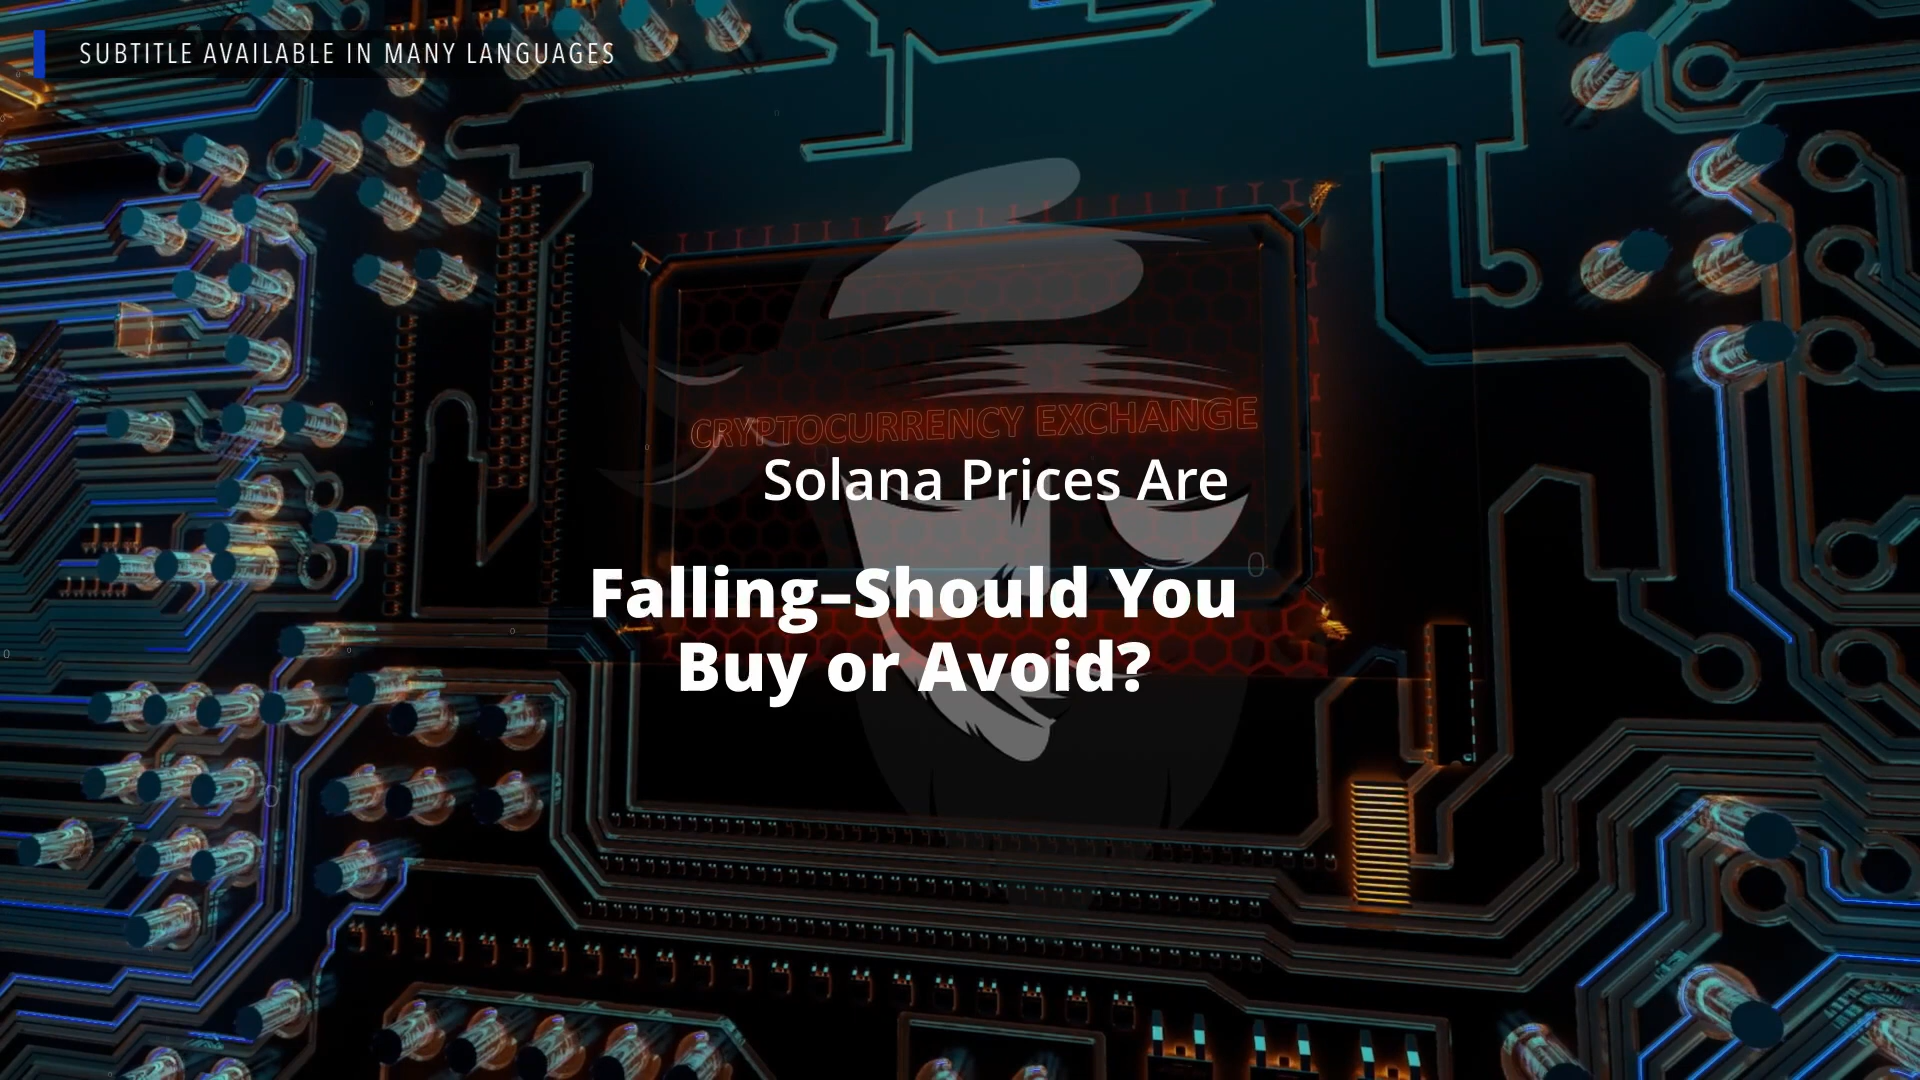 SUBTITLE AVAILABLE IN MANY LANGUAGES
CRYPTOCURRENCY EXCHANGE
Solana Prices Are
Falling–Should You
Buy or Avoid?